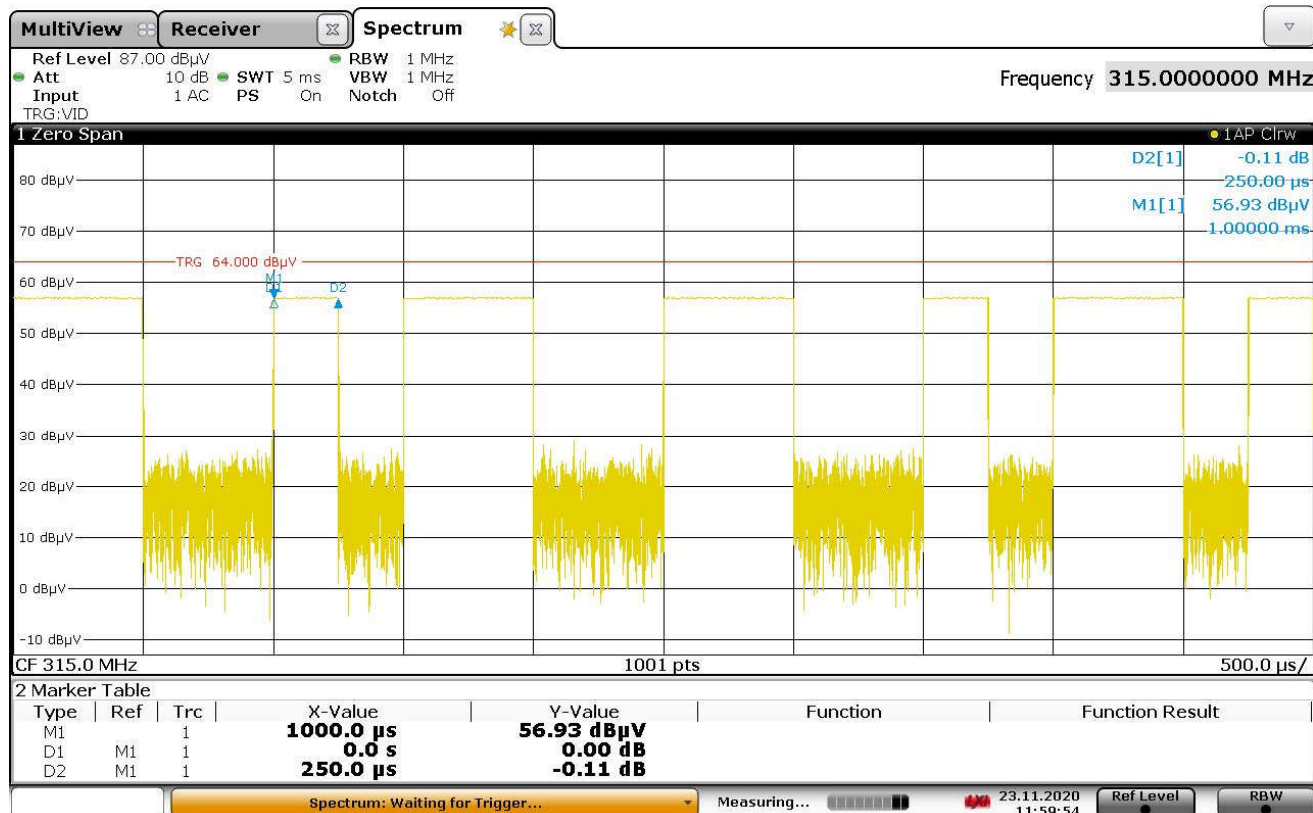 MultiView Receiver Spectrum
Ref Level 87.00 dBµV RBW 1 MHz
Att 10 dB SWT 5 ms VBW 1 MHz
Input 1 AC PS On Notch Off
TRG:VID
Frequency 315.0000000 MHz
1 Zero Span 1AP Clrw
D2[1] -0.11 dB
250.00 µs
M1[1] 56.93 dBµV
1.00000 ms
80 dBµV
70 dBµV
TRG 64.000 dBµV
60 dBµV
M1
D1 D2
50 dBµV
40 dBµV
30 dBµV
20 dBµV
10 dBµV
0 dBµV
-10 dBµV
CF 315.0 MHz 1001 pts 500.0 µs/
2 Marker Table
Type Ref Trc X-Value Y-Value Function Function Result
M1 1 1000.0 µs 56.93 dBµV
D1 M1 1 0.0 s 0.00 dB
D2 M1 1 250.0 µs -0.11 dB
Spectrum: Waiting for Trigger... Measuring... LXI 23.11.2020 Ref Level RBW
11:59:54